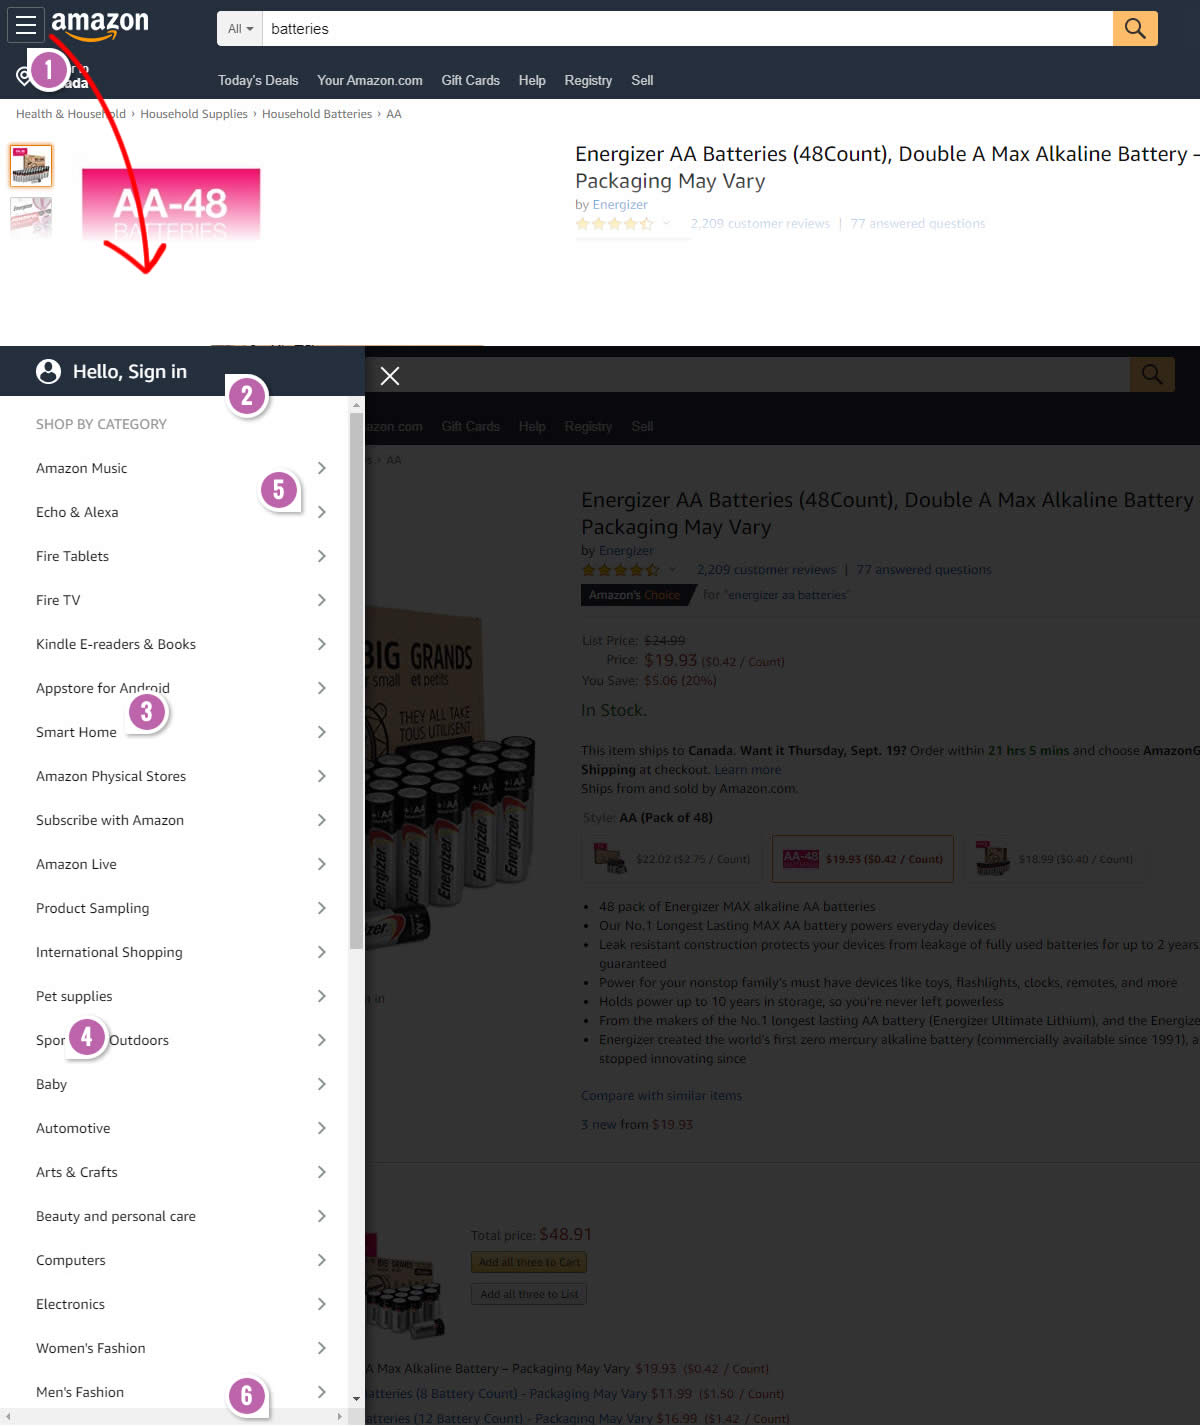 amazon
All
batteries
1
Today's Deals Your Amazon.com Gift Cards Help Registry Sell
Health & Household › Household Supplies › Household Batteries › AA
Energizer AA Batteries (48Count), Double A Max Alkaline Battery –
Packaging May Vary
by Energizer
AA-48
BATTERIES
2,209 customer reviews | 77 answered questions
Hello, Sign in
2
SHOP BY CATEGORY
Amazon Music
5
Echo & Alexa
Fire Tablets
Fire TV
Kindle E-readers & Books
Appstore for Android
3
Smart Home
Amazon Physical Stores
Subscribe with Amazon
Amazon Live
Product Sampling
International Shopping
Pet supplies
Spor 4 Outdoors
Baby
Automotive
Arts & Crafts
Beauty and personal care
Computers
Electronics
Women's Fashion
Men's Fashion
6
azon.com Gift Cards Help Registry Sell
s › AA
Energizer AA Batteries (48Count), Double A Max Alkaline Battery
Packaging May Vary
by Energizer
2,209 customer reviews | 77 answered questions
Amazon's Choice for "energizer aa batteries"
List Price: $24.99
Price: $19.93 ($0.42 / Count)
You Save: $5.06 (20%)
In Stock.
This item ships to Canada. Want it Thursday, Sept. 19? Order within 21 hrs 5 mins and choose AmazonG
Shipping at checkout. Learn more
Ships from and sold by Amazon.com.
Style: AA (Pack of 48)
$22.02 ($2.75 / Count)
AA-48 $19.93 ($0.42 / Count)
$18.99 ($0.40 / Count)
• 48 pack of Energizer MAX alkaline AA batteries
• Our No.1 Longest Lasting MAX AA battery powers everyday devices
• Leak resistant construction protects your devices from leakage of fully used batteries for up to 2 years
guaranteed
• Power for your nonstop family's must have devices like toys, flashlights, clocks, remotes, and more
• Holds power up to 10 years in storage, so you're never left powerless
• From the makers of the No.1 longest lasting AA battery (Energizer Ultimate Lithium), and the Energize
• Energizer created the world's first zero mercury alkaline battery (commercially available since 1991), a
stopped innovating since
Compare with similar items
3 new from $19.93
BIG GRANDS
r small et petits
THEY ALL TAKE
TOUS UTILISENT
Energizer Energizer Energizer Energizer
in
BIG GRANDS
Total price: $48.91
Add all three to Cart
Add all three to List
A Max Alkaline Battery – Packaging May Vary $19.93 ($0.42 / Count)
atteries (8 Battery Count) - Packaging May Vary $11.99 ($1.50 / Count)
atteries (12 Battery Count) - Packaging May Vary $16.99 ($1.42 / Count)